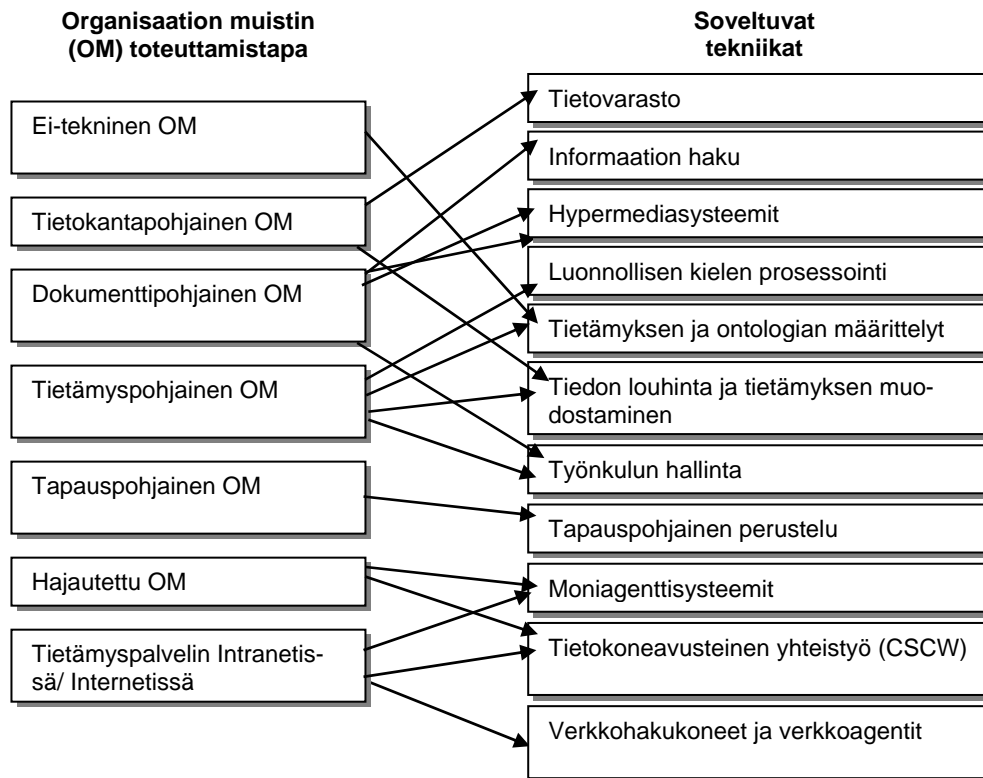 Organisaation muistin
(OM) toteuttamistapa
Ei-tekninen OM
Tietokantapohjainen OM
Dokumenttipohjainen OM
Tietämyspohjainen OM
Tapauspohjainen OM
Hajautettu OM
Tietämyspalvelin Intranetis-
sä/ Internetissä
Soveltuvat
tekniikat
Tietovarasto
Informaation haku
Hypermediasysteemit
Luonnollisen kielen prosessointi
Tietämyksen ja ontologian määrittelyt
Tiedon louhinta ja tietämyksen muo-
dostaminen
Työnkulun hallinta
Tapauspohjainen perustelu
Moniagenttisysteemit
Tietokoneavusteinen yhteistyö (CSCW)
Verkkohakukoneet ja verkkoagentit